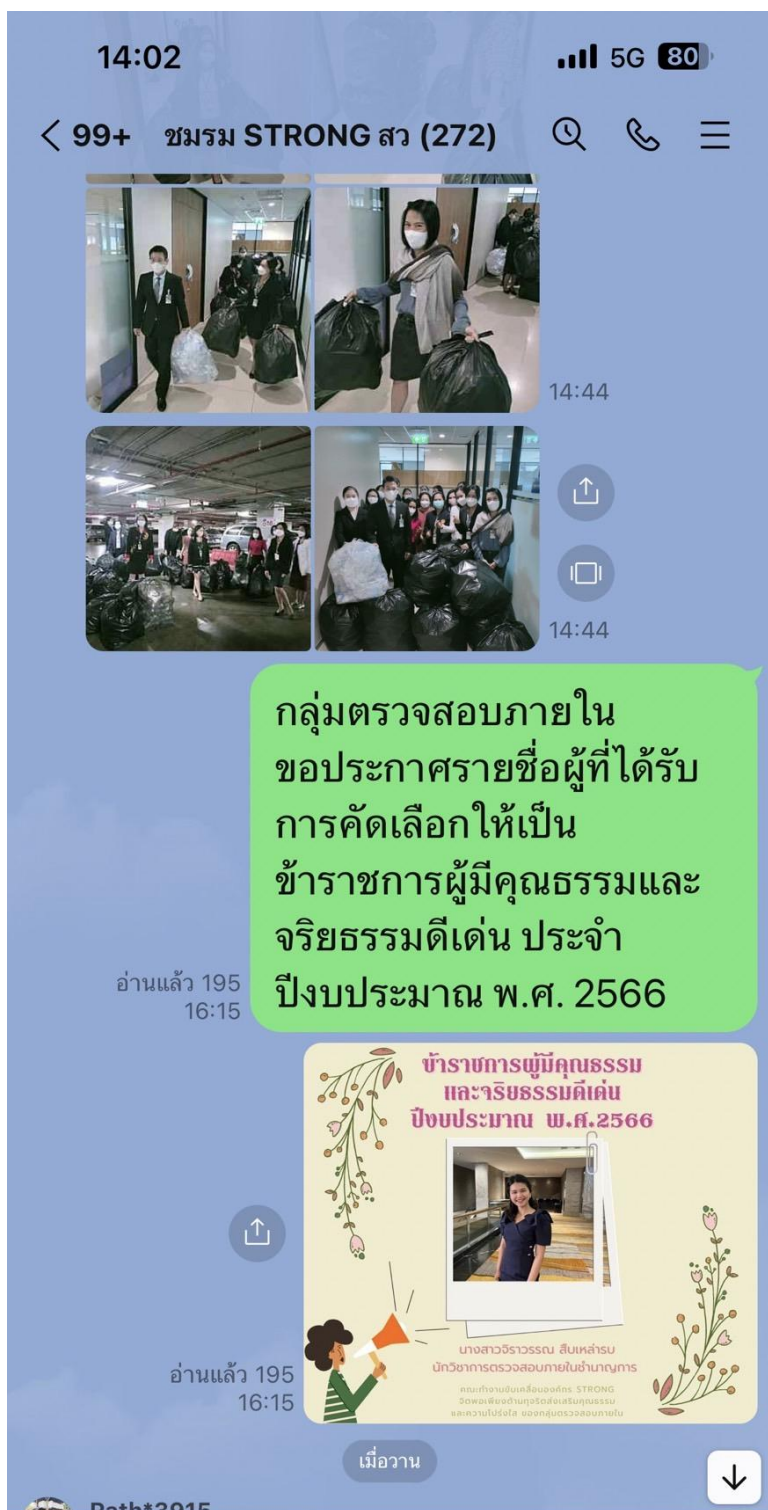 14:02
5G 80
99+ ชมรม STRONG สว (272)
14:44
14:44
กลุ่มตรวจสอบภายใน
ขอประกาศรายชื่อผู้ที่ได้รับ
การคัดเลือกให้เป็น
ข้าราชการผู้มีคุณธรรมและ
จริยธรรมดีเด่น ประจำ
ปีงบประมาณ พ.ศ. 2566
อ่านแล้ว 195
16:15
ข้าราชการผู้มีคุณธรรม
และจริยธรรมดีเด่น
ปีงบประมาณ พ.ศ.2566
นางสาวจิราวรรณ สืบเหล่ารบ
นักวิชาการตรวจสอบภายในชำนาญการ
คณะทำงานขับเคลื่อนองค์กร STRONG
จิตพอเพียงต้านทุจริตส่งเสริมคุณธรรม
และความโปร่งใส ของกลุ่มตรวจสอบภายใน
อ่านแล้ว 195
16:15
เมื่อวาน